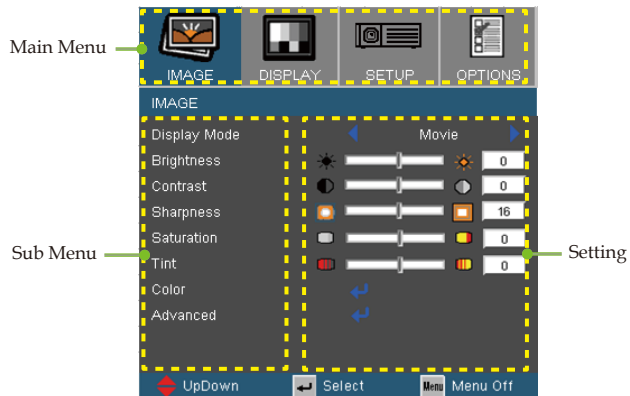 Main Menu
IMAGE DISPLAY SETUP OPTIONS
IMAGE
Display Mode Movie
Brightness 0
Contrast 0
Sharpness 16
Sub Menu
Saturation 0
Setting
Tint 0
Color
Advanced
UpDown Select Menu Menu Off